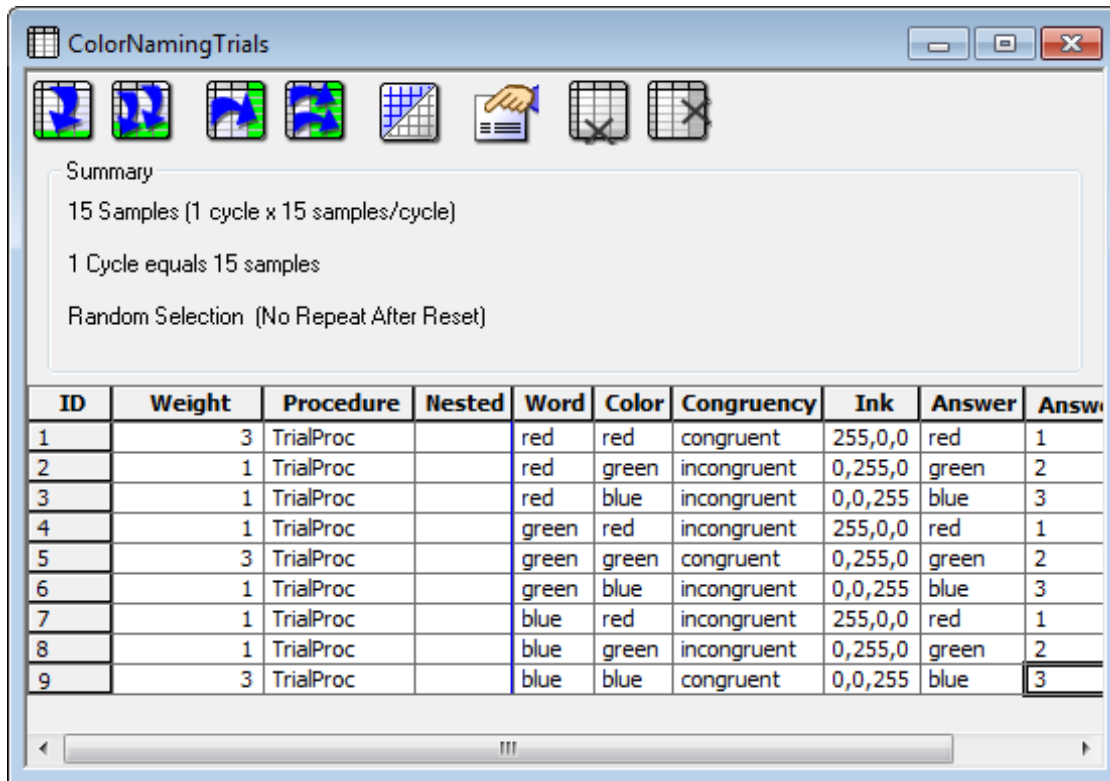 ColorNamingTrials
Summary
15 Samples (1 cycle x 15 samples/cycle)
1 Cycle equals 15 samples
Random Selection (No Repeat After Reset)
ID Weight Procedure Nested Word Color Congruency Ink Answer Answ
1 3 TrialProc red red congruent 255,0,0 red 1
2 1 TrialProc red green incongruent 0,255,0 green 2
3 1 TrialProc red blue incongruent 0,0,255 blue 3
4 1 TrialProc green red incongruent 255,0,0 red 1
5 3 TrialProc green green congruent 0,255,0 green 2
6 1 TrialProc green blue incongruent 0,0,255 blue 3
7 1 TrialProc blue red incongruent 255,0,0 red 1
8 1 TrialProc blue green incongruent 0,255,0 green 2
9 3 TrialProc blue blue congruent 0,0,255 blue 3